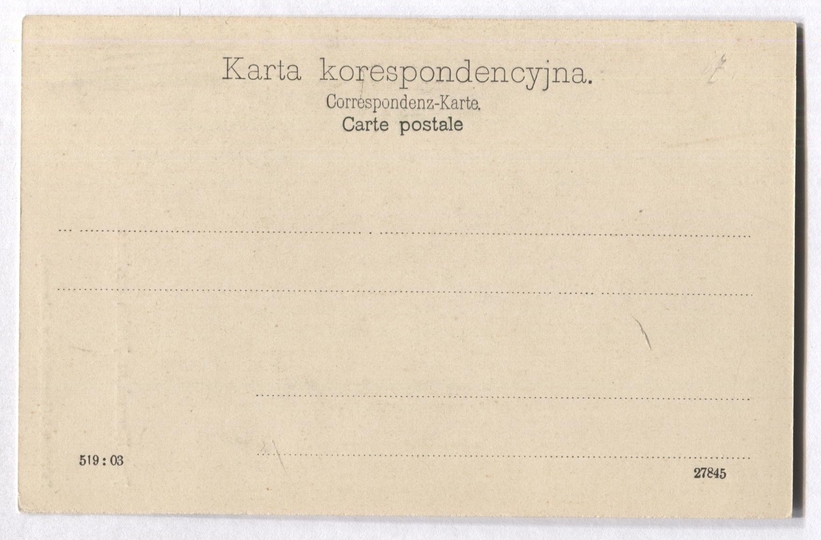 Karta korespondencyjna.
Correspondenz-Karte.
Carte postale
519 : 03
27845